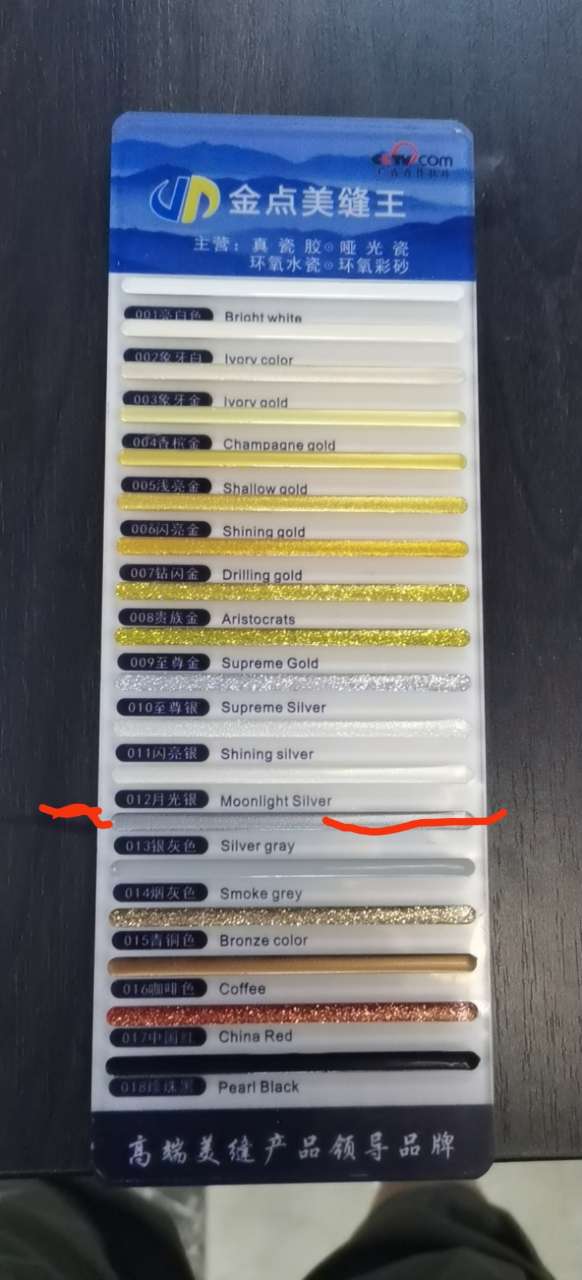 CCTV.com
金点美缝王
主营：真瓷胶⊙哑光瓷
环氧水瓷⊙环氧彩砂
001亮白色 Bright white
002象牙白 Ivory color
003象牙金 Ivory gold
004香槟金 Champagne gold
005浅亮金 Shallow gold
006闪亮金 Shining gold
007钻闪金 Drilling gold
008贵族金 Aristocrats
009至尊金 Supreme Gold
010至尊银 Supreme Silver
011闪亮银 Shining silver
012月光银 Moonlight Silver
013银灰色 Silver gray
014烟灰色 Smoke grey
015青铜色 Bronze color
016咖啡色 Coffee
017中国红 China Red
018珍珠黑 Pearl Black
高端美缝产品领导品牌